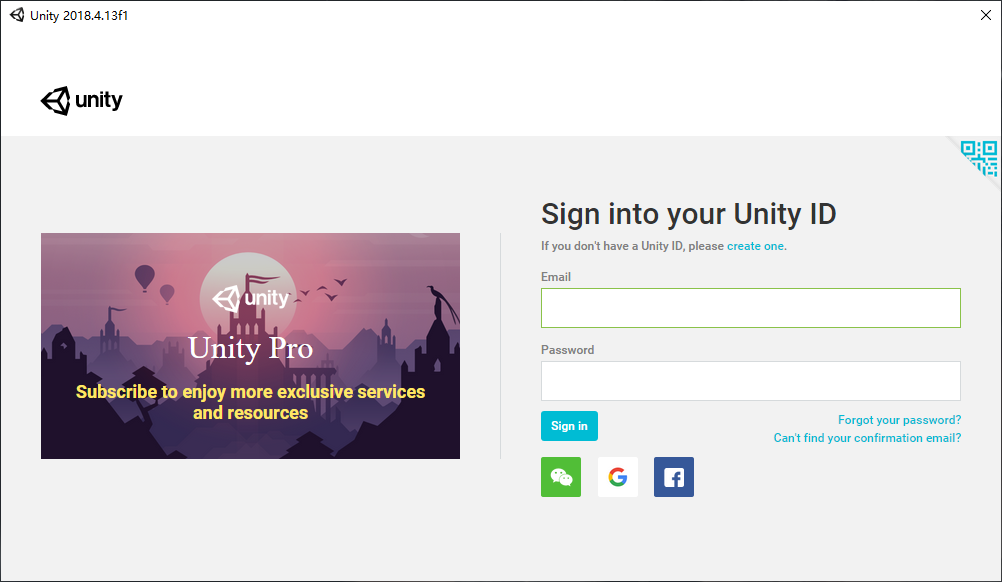 Unity 2018.4.13f1
unity
Sign into your Unity ID
If you don't have a Unity ID, please create one.
Email
Password
Sign in
Forgot your password?
Can't find your confirmation email?
unity
Unity Pro
Subscribe to enjoy more exclusive services
and resources